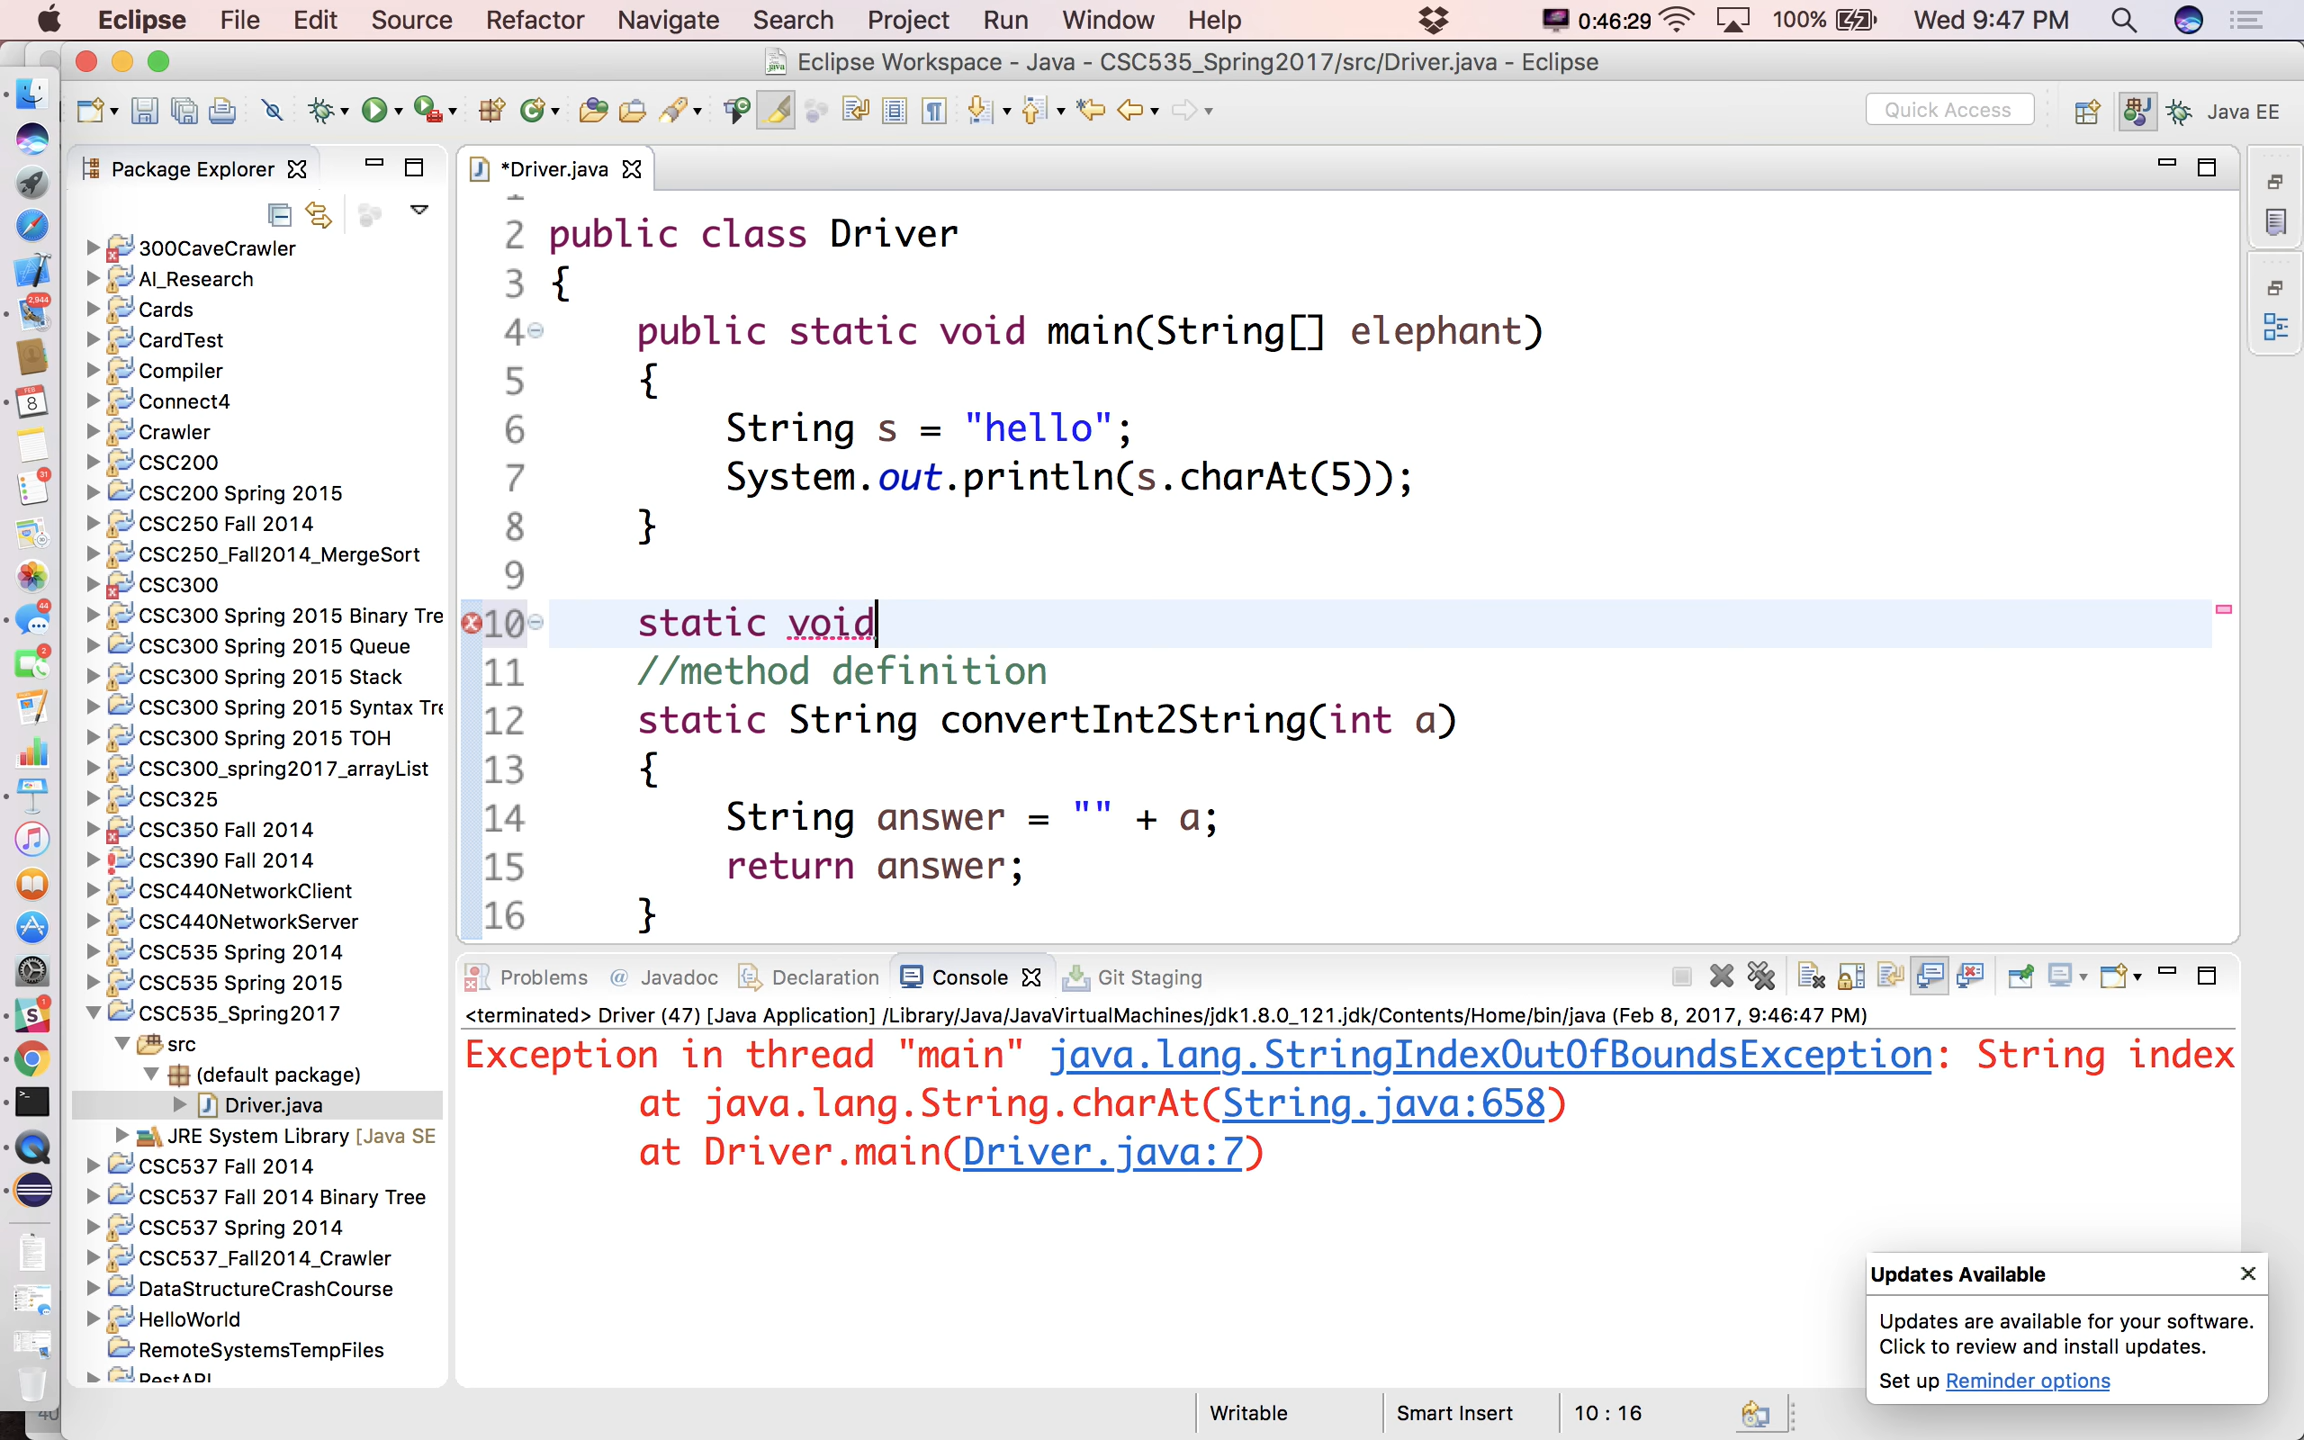 Eclipse File Edit Source Refactor Navigate Search Project Run Window Help 0:46:29 100% Wed 9:47 PM
Eclipse Workspace - Java - CSC535_Spring2017/src/Driver.java - Eclipse
Quick Access Java EE
Package Explorer
300CaveCrawler
AI_Research
Cards
CardTest
Compiler
Connect4
Crawler
CSC200
CSC200 Spring 2015
CSC250 Fall 2014
CSC250_Fall2014_MergeSort
CSC300
CSC300 Spring 2015 Binary Tre
CSC300 Spring 2015 Queue
CSC300 Spring 2015 Stack
CSC300 Spring 2015 Syntax Tre
CSC300 Spring 2015 TOH
CSC300_spring2017_arrayList
CSC325
CSC350 Fall 2014
CSC390 Fall 2014
CSC440NetworkClient
CSC440NetworkServer
CSC535 Spring 2014
CSC535 Spring 2015
CSC535_Spring2017
src
(default package)
Driver.java
JRE System Library [Java SE
CSC537 Fall 2014
CSC537 Fall 2014 Binary Tree
CSC537 Spring 2014
CSC537_Fall2014_Crawler
DataStructureCrashCourse
HelloWorld
RemoteSystemsTempFiles
RestAPI
*Driver.java
2 public class Driver
3 {
4 public static void main(String[] elephant)
5 {
6 String s = "hello";
7 System.out.println(s.charAt(5));
8 }
9
10 static void
11 //method definition
12 static String convertInt2String(int a)
13 {
14 String answer = "" + a;
15 return answer;
16 }
Problems @ Javadoc Declaration Console Git Staging
<terminated> Driver (47) [Java Application] /Library/Java/JavaVirtualMachines/jdk1.8.0_121.jdk/Contents/Home/bin/java (Feb 8, 2017, 9:46:47 PM)
Exception in thread "main" java.lang.StringIndexOutOfBoundsException: String index
at java.lang.String.charAt(String.java:658)
at Driver.main(Driver.java:7)
Updates Available
Updates are available for your software.
Click to review and install updates.
Set up Reminder options
Writable Smart Insert 10 : 16
2,944
FEB
8
31
44
2
1